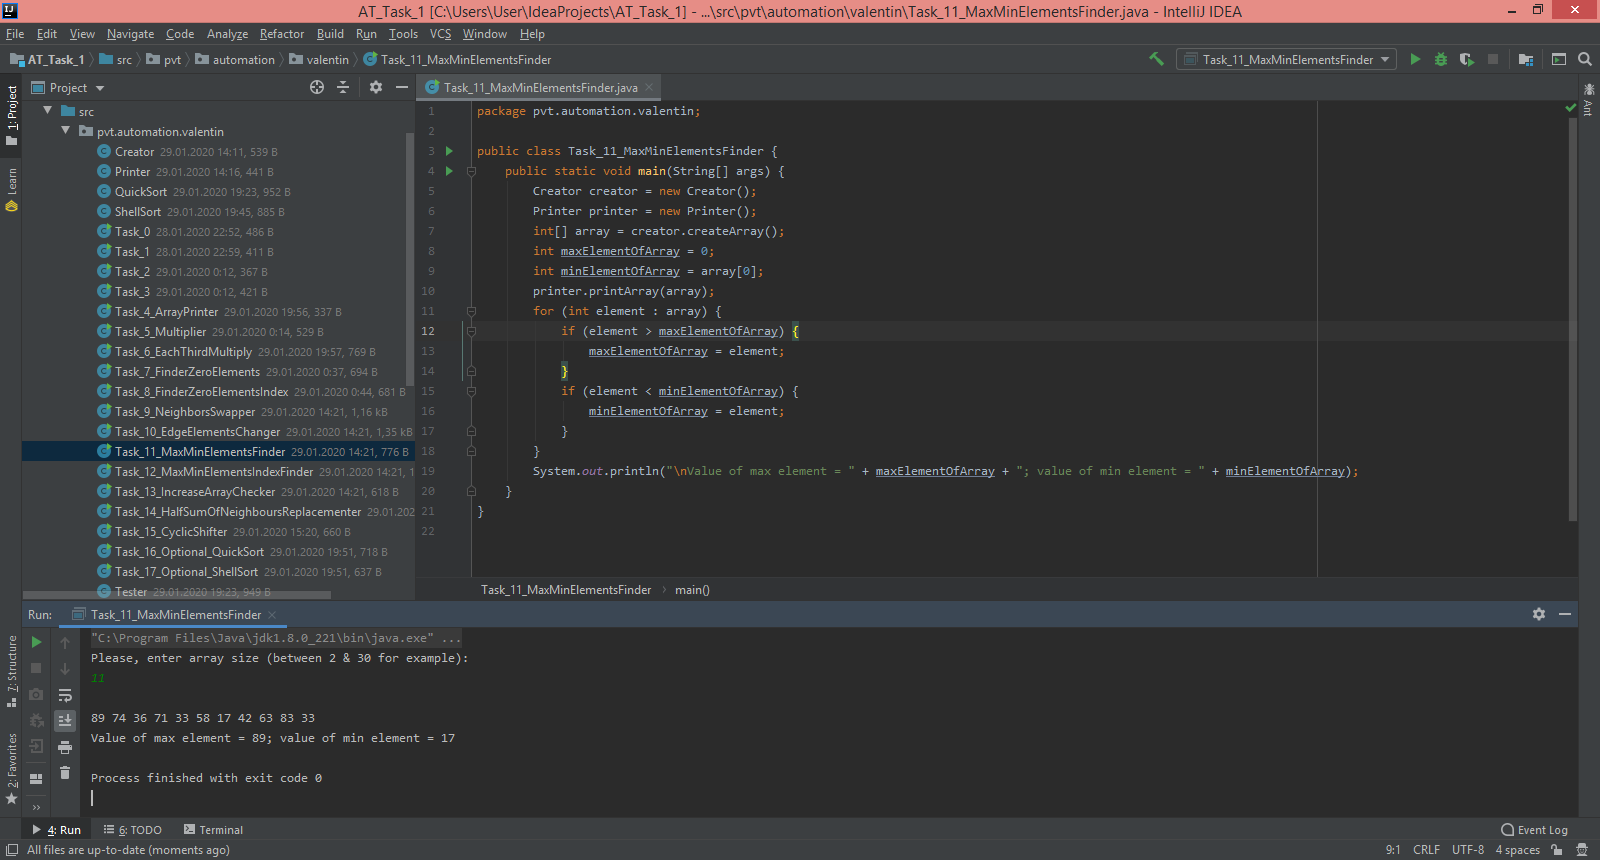 AT_Task_1 [C:\Users\User\IdeaProjects\AT_Task_1] - ...\src\pvt\automation\valentin\Task_11_MaxMinElementsFinder.java - IntelliJ IDEA
File Edit View Navigate Code Analyze Refactor Build Run Tools VCS Window Help
AT_Task_1 src pvt automation valentin Task_11_MaxMinElementsFinder
Task_11_MaxMinElementsFinder
1: Project
Learn
7: Structure
2: Favorites
Project
src
pvt.automation.valentin
Creator 29.01.2020 14:11, 539 B
Printer 29.01.2020 14:16, 441 B
QuickSort 29.01.2020 19:23, 952 B
ShellSort 29.01.2020 19:45, 885 B
Task_0 28.01.2020 22:52, 486 B
Task_1 28.01.2020 22:59, 411 B
Task_2 29.01.2020 0:12, 367 B
Task_3 29.01.2020 0:12, 421 B
Task_4_ArrayPrinter 29.01.2020 19:56, 337 B
Task_5_Multiplier 29.01.2020 0:14, 529 B
Task_6_EachThirdMultiply 29.01.2020 19:57, 769 B
Task_7_FinderZeroElements 29.01.2020 0:37, 694 B
Task_8_FinderZeroElementsIndex 29.01.2020 0:44, 681 B
Task_9_NeighborsSwapper 29.01.2020 14:21, 1,16 kB
Task_10_EdgeElementsChanger 29.01.2020 14:21, 1,35 kB
Task_11_MaxMinElementsFinder 29.01.2020 14:21, 776 B
Task_12_MaxMinElementsIndexFinder 29.01.2020 14:21, 1
Task_13_IncreaseArrayChecker 29.01.2020 14:21, 618 B
Task_14_HalfSumOfNeighboursReplacementer 29.01.202
Task_15_CyclicShifter 29.01.2020 15:20, 660 B
Task_16_Optional_QuickSort 29.01.2020 19:51, 718 B
Task_17_Optional_ShellSort 29.01.2020 19:51, 637 B
Tester 29.01.2020 19:23, 949 B
Task_11_MaxMinElementsFinder.java
1 package pvt.automation.valentin;
2
3 public class Task_11_MaxMinElementsFinder {
4 public static void main(String[] args) {
5 Creator creator = new Creator();
6 Printer printer = new Printer();
7 int[] array = creator.createArray();
8 int maxElementOfArray = 0;
9 int minElementOfArray = array[0];
10 printer.printArray(array);
11 for (int element : array) {
12 if (element > maxElementOfArray) {
13 maxElementOfArray = element;
14 }
15 if (element < minElementOfArray) {
16 minElementOfArray = element;
17 }
18 }
19 System.out.println("\nValue of max element = " + maxElementOfArray + "; value of min element = " + minElementOfArray);
20 }
21 }
22
Task_11_MaxMinElementsFinder main()
Ant
Run: Task_11_MaxMinElementsFinder
"C:\Program Files\Java\jdk1.8.0_221\bin\java.exe" ...
Please, enter array size (between 2 & 30 for example):
11
89 74 36 71 33 58 17 42 63 83 33
Value of max element = 89; value of min element = 17
Process finished with exit code 0
4: Run 6: TODO Terminal Event Log
All files are up-to-date (moments ago) 9:1 CRLF UTF-8 4 spaces